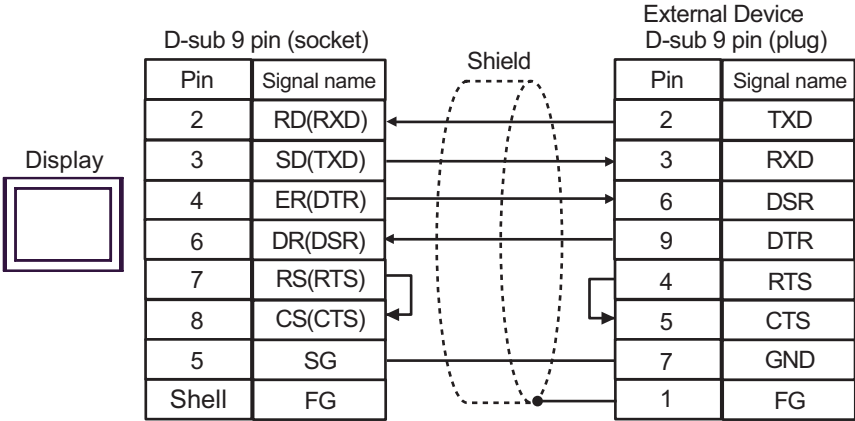 External Device
D-sub 9 pin (socket) D-sub 9 pin (plug)
Shield
Pin Signal name Pin Signal name
2 RD(RXD) 2 TXD
Display
3 SD(TXD) 3 RXD
4 ER(DTR) 6 DSR
6 DR(DSR) 9 DTR
7 RS(RTS) 4 RTS
8 CS(CTS) 5 CTS
5 SG 7 GND
Shell FG 1 FG